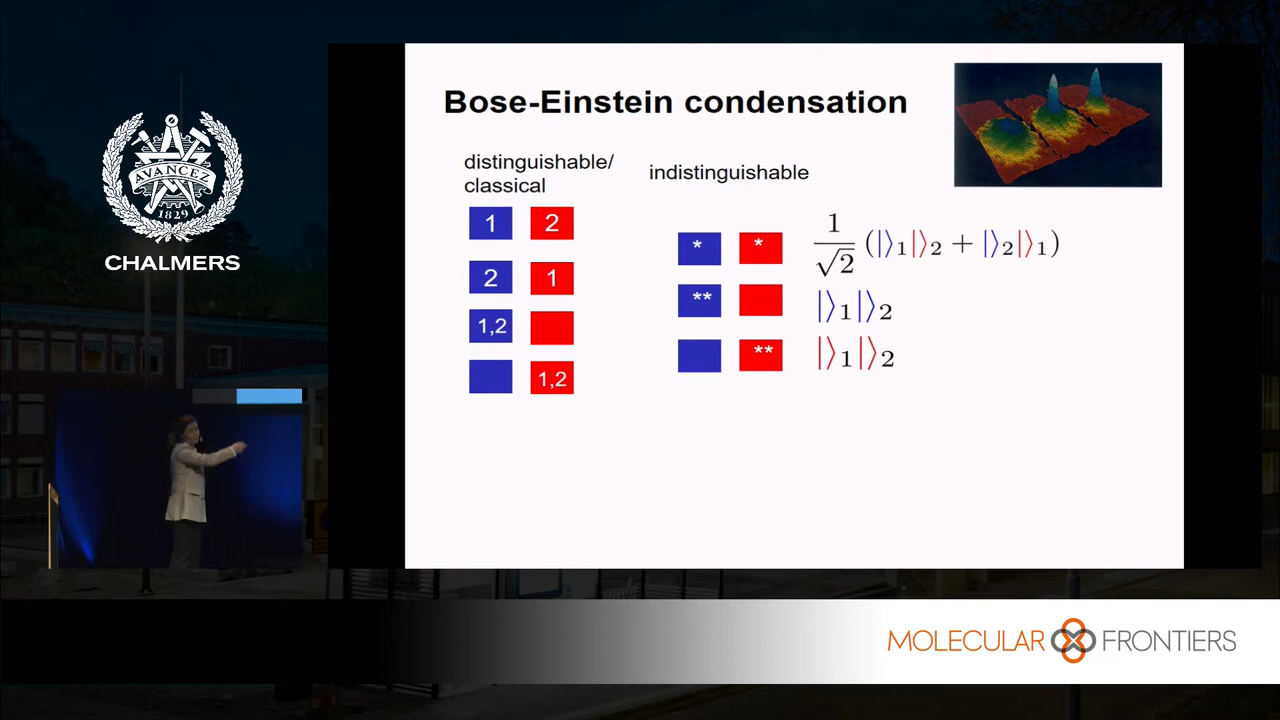 AVANCEZ
1829
CHALMERS
Bose-Einstein condensation
distinguishable/
classical
indistinguishable
1 2
2 1
1,2
1,2
* *
**
**
1/√2 (|⟩₁|⟩₂ + |⟩₂|⟩₁)
|⟩₁|⟩₂
|⟩₁|⟩₂
MOLECULAR FRONTIERS